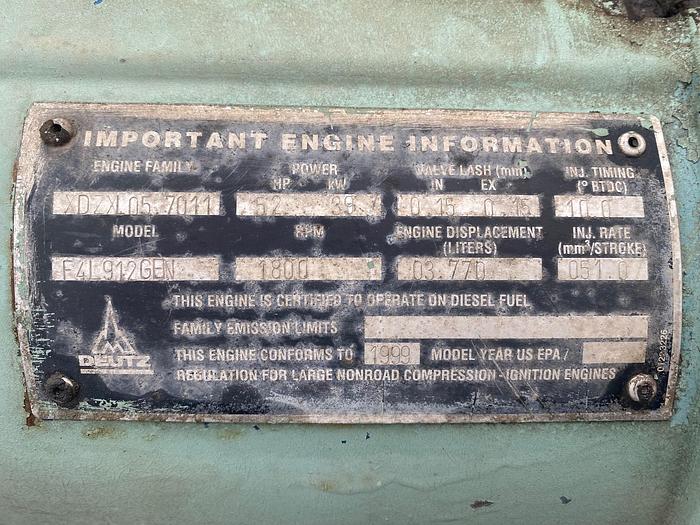 IMPORTANT ENGINE INFORMATION
ENGINE FAMILY POWER VALVE LASH (mm) INJ. TIMING
HP kW IN EX (° BTDC)
XDZXL05.7011 52 0.15 0.15 10.0
MODEL RPM ENGINE DISPLACEMENT INJ. RATE
(LITERS) (mm³/STROKE)
F4L912GEN 1800 03.770 051.0
THIS ENGINE IS CERTIFIED TO OPERATE ON DIESEL FUEL
FAMILY EMISSION LIMITS
DEUTZ
THIS ENGINE CONFORMS TO 1999 MODEL YEAR US EPA /
REGULATION FOR LARGE NONROAD COMPRESSION - IGNITION ENGINES